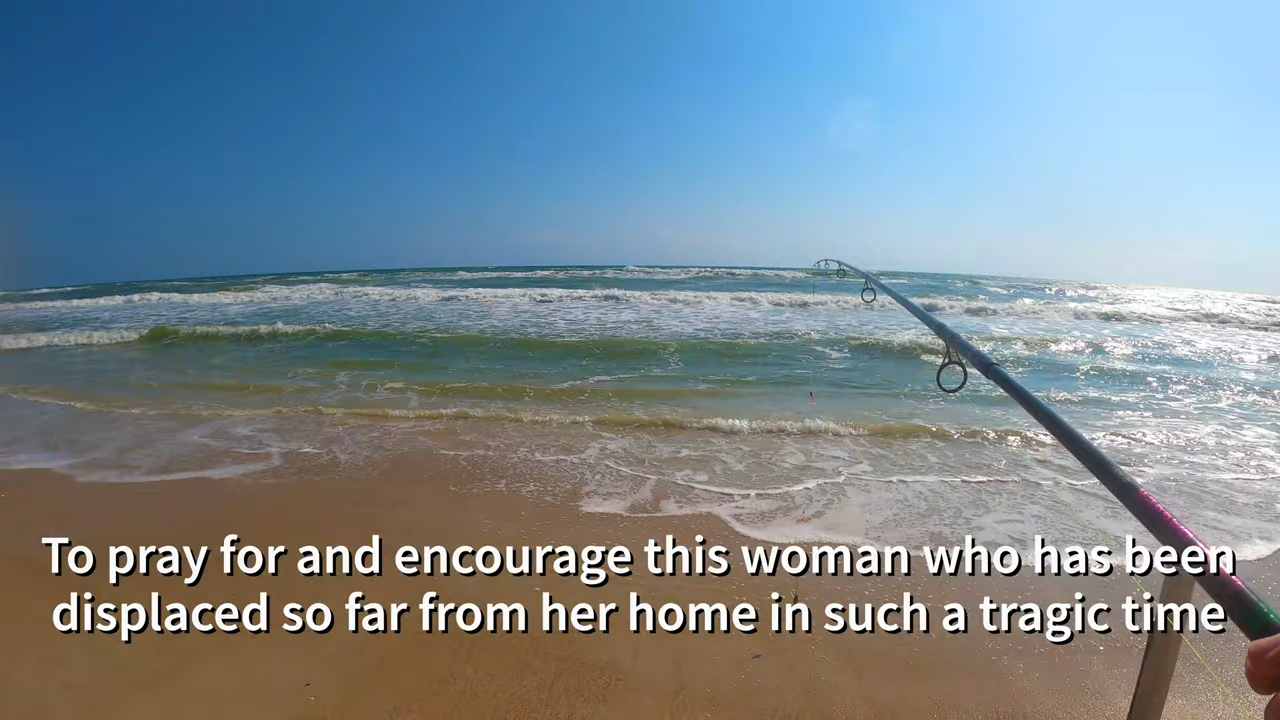 To pray for and encourage this woman who has been
displaced so far from her home in such a tragic time